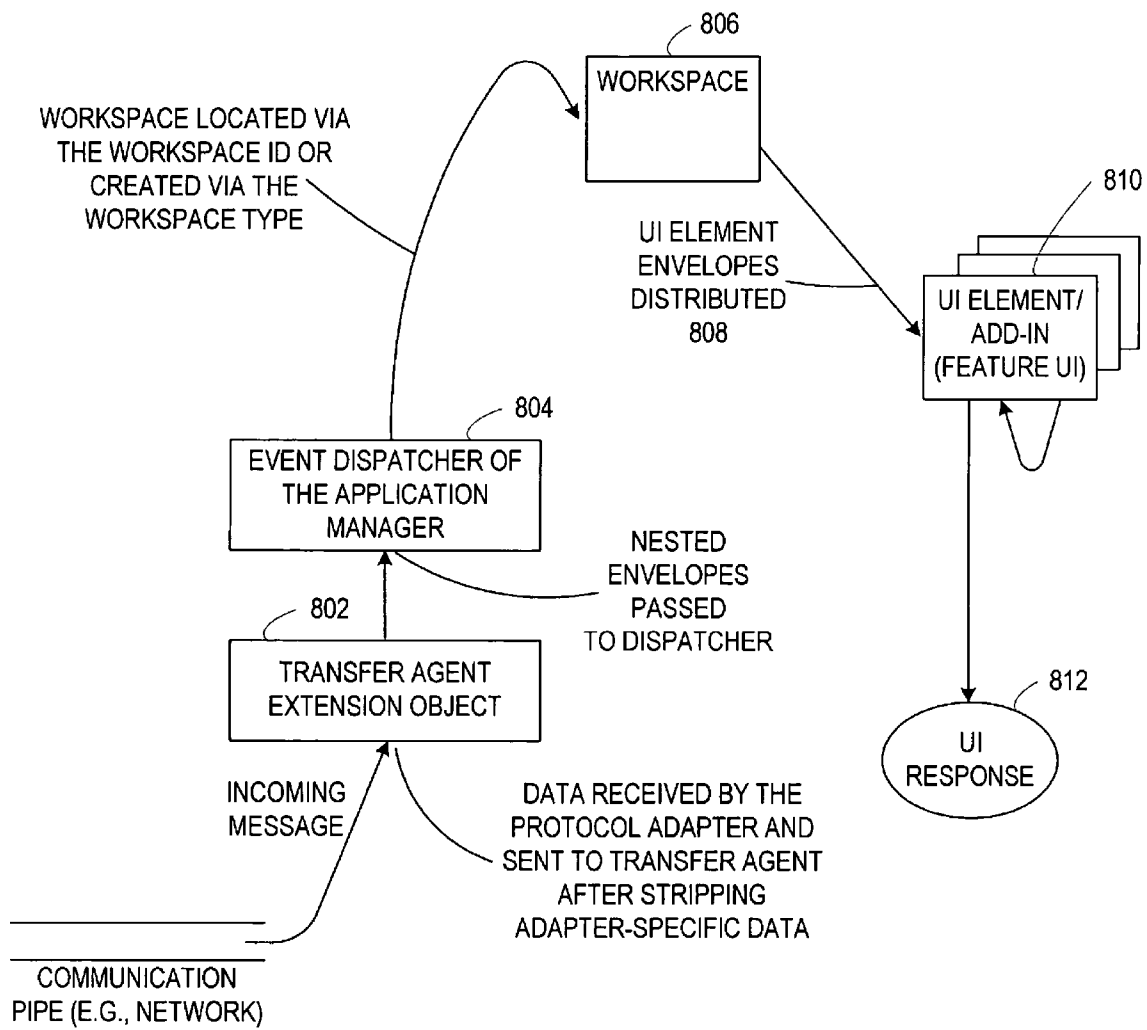 806
WORKSPACE
WORKSPACE LOCATED VIA
THE WORKSPACE ID OR
CREATED VIA THE
WORKSPACE TYPE
810
UI ELEMENT
ENVELOPES
DISTRIBUTED
808
UI ELEMENT/
ADD-IN
(FEATURE UI)
804
EVENT DISPATCHER OF
THE APPLICATION
MANAGER
NESTED
ENVELOPES
PASSED
TO DISPATCHER
802
TRANSFER AGENT
EXTENSION OBJECT
812
UI
RESPONSE
INCOMING
MESSAGE
DATA RECEIVED BY THE
PROTOCOL ADAPTER AND
SENT TO TRANSFER AGENT
AFTER STRIPPING
ADAPTER-SPECIFIC DATA
COMMUNICATION
PIPE (E.G., NETWORK)